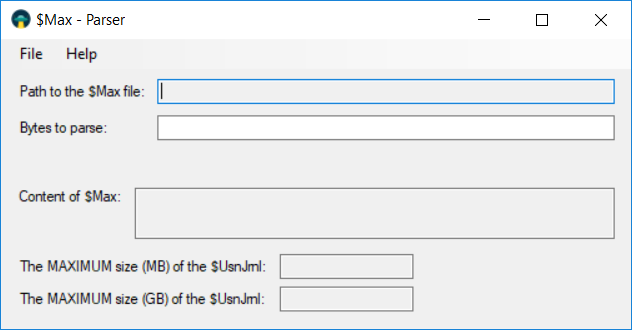 $Max - Parser
File Help
Path to the $Max file:
Bytes to parse:
Content of $Max:
The MAXIMUM size (MB) of the $UsnJrnl:
The MAXIMUM size (GB) of the $UsnJrnl: